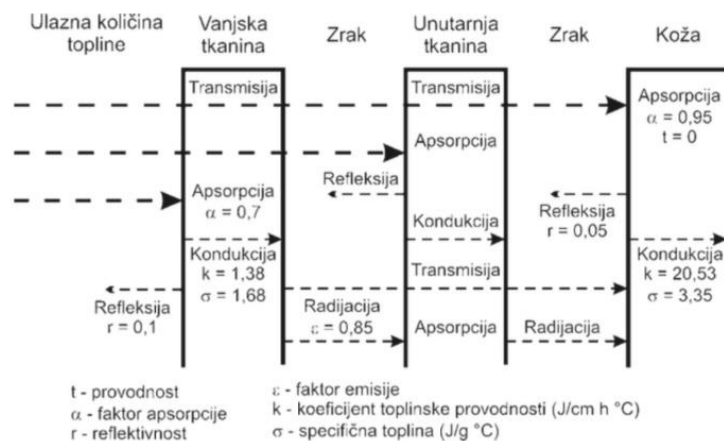 Ulazna količina topline
Vanjska tkanina
Zrak
Unutarnja tkanina
Zrak
Koža
Transmisija
Transmisija
Apsorpcija
α = 0,95
t = 0
Apsorpcija
Refleksija
Apsorpcija
α = 0,7
Refleksija
r = 0,05
Kondukcija
Kondukcija
k = 1,38
σ = 1,68
Transmisija
Kondukcija
k = 20,53
σ = 3,35
Refleksija
r = 0,1
Radijacija
ε = 0,85
Apsorpcija
Radijacija
t - provodnost
α - faktor apsorpcije
r - reflektivnost
ε - faktor emisije
k - koeficijent toplinske provodnosti (J/cm h °C)
σ - specifična toplina (J/g °C)